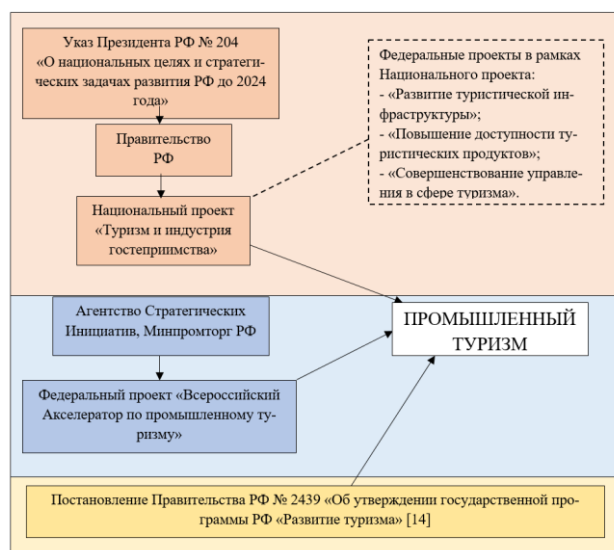 Указ Президента РФ № 204
«О национальных целях и стратеги-
ческих задачах развития РФ до 2024
года»
Правительство
РФ
Национальный проект
«Туризм и индустрия
гостеприимства»
Федеральные проекты в рамках
Национального проекта:
- «Развитие туристической ин-
фраструктуры»;
- «Повышение доступности ту-
ристических продуктов»;
- «Совершенствование управле-
ния в сфере туризма».
Агентство Стратегических
Инициатив, Минпромторг РФ
ПРОМЫШЛЕННЫЙ
ТУРИЗМ
Федеральный проект «Всероссийский
Акселератор по промышленному ту-
ризму»
Постановление Правительства РФ № 2439 «Об утверждении государственной про-
граммы РФ «Развитие туризма» [14]